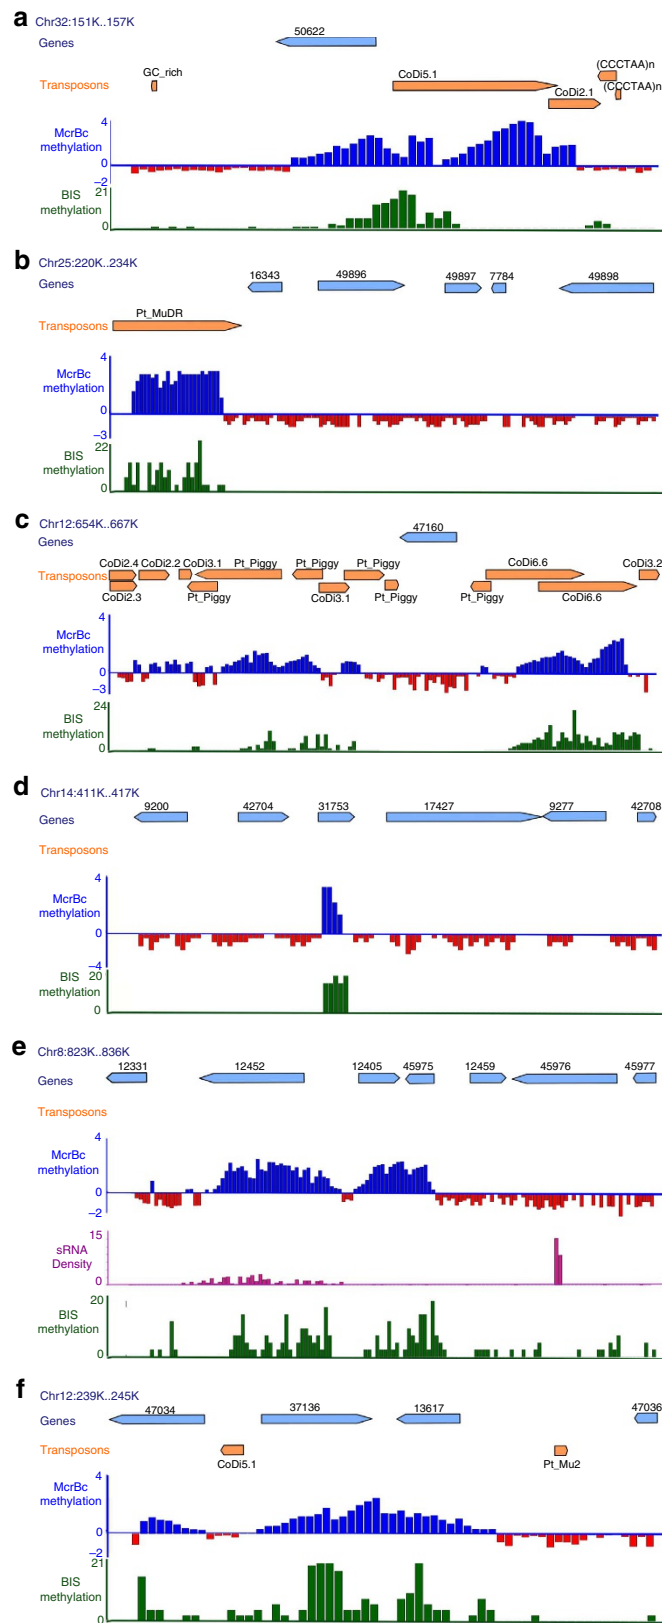 a
Chr32:151K..157K
Genes
50622
Transposons
GC_rich
CoDi5.1
CoDi2.1
(CCCTAA)n
(CCCTAA)n
McrBc
methylation
4
0
–2
BIS
methylation
21
0
b
Chr25:220K..234K
Genes
16343 49896 49897 7784 49898
Transposons
Pt_MuDR
McrBc
methylation
4
0
–3
BIS
methylation
22
0
c
Chr12:654K..667K
Genes
47160
Transposons
CoDi2.4 CoDi2.2 CoDi3.1 Pt_Piggy Pt_Piggy Pt_Piggy CoDi6.6 CoDi3.2
CoDi2.3 Pt_Piggy CoDi3.1 Pt_Piggy Pt_Piggy CoDi6.6
McrBc
methylation
4
0
–3
BIS
methylation
24
0
d
Chr14:411K..417K
Genes
9200 42704 31753 17427 9277 42708
Transposons
McrBc
methylation
4
0
–4
BIS
methylation
20
0
e
Chr8:823K..836K
Genes
12331 12452 12405 45975 12459 45976 45977
Transposons
McrBc
methylation
4
0
–2
sRNA
Density
15
0
BIS
methylation
20
0
f
Chr12:239K..245K
Genes
47034 37136 13617 47036
Transposons
CoDi5.1 Pt_Mu2
McrBc
methylation
4
0
–2
BIS
methylation
21
0